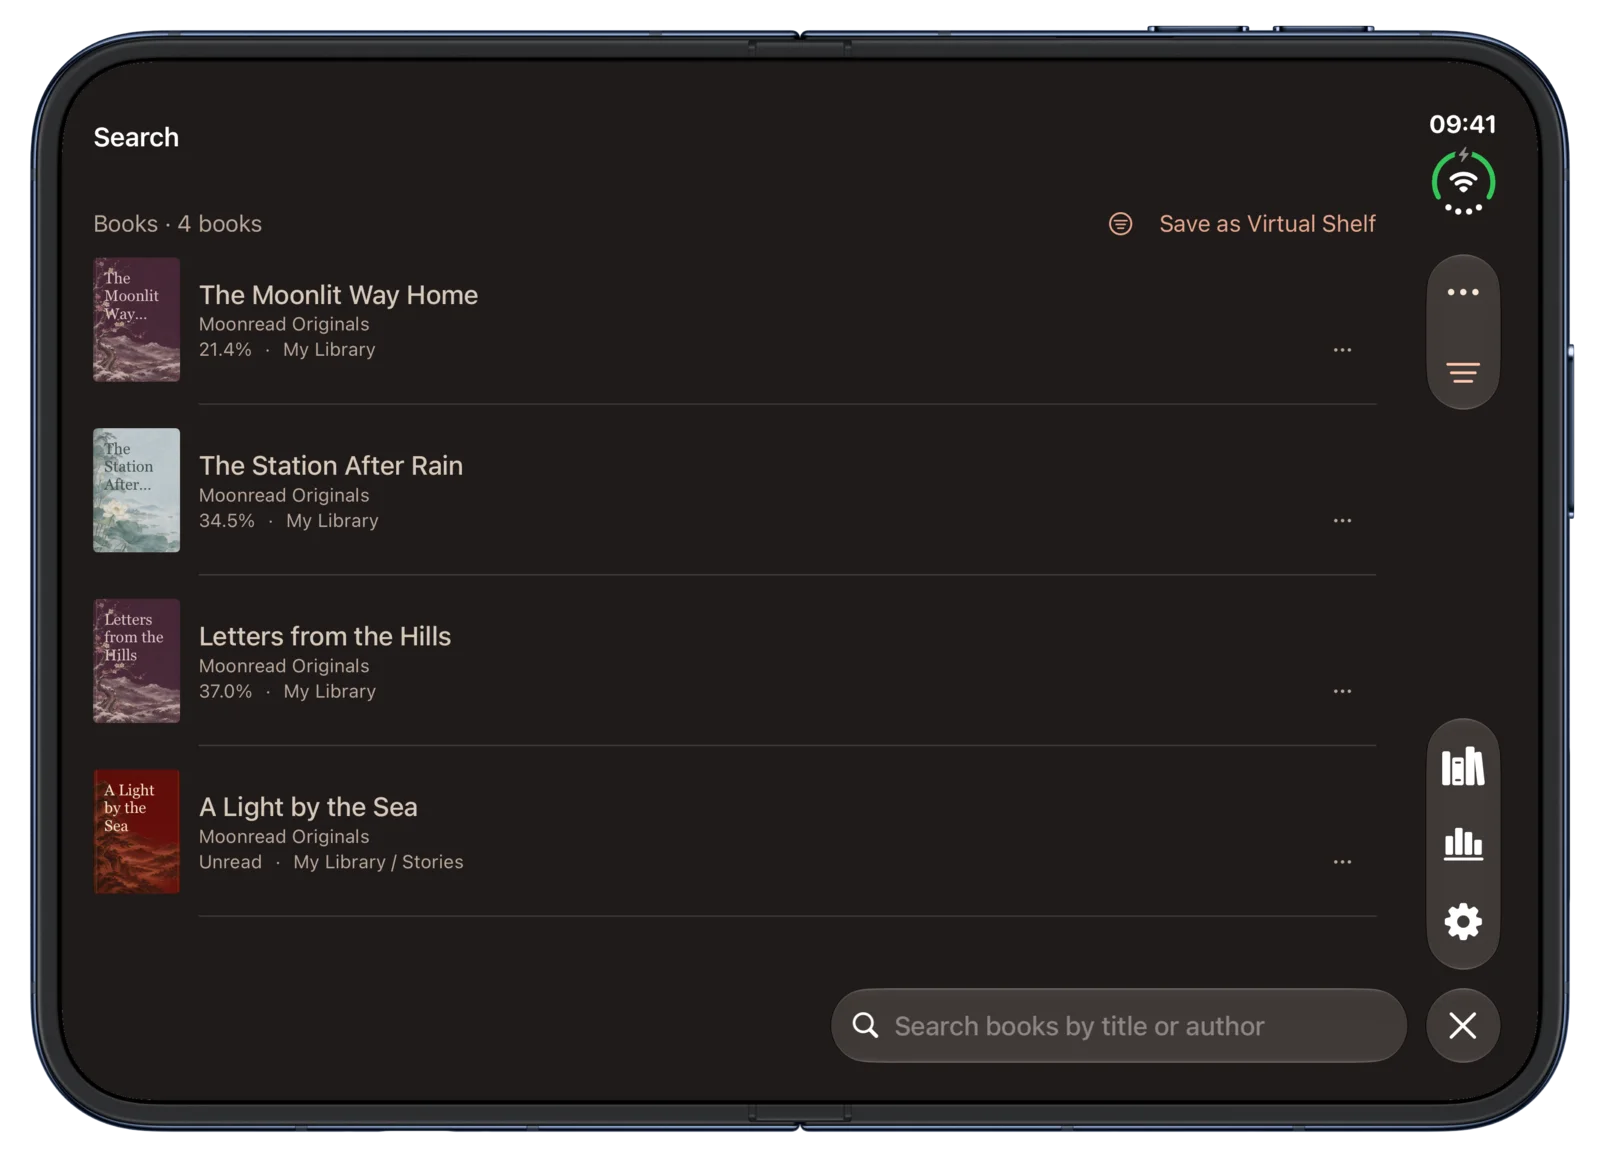 Search
09:41
Books · 4 books
Save as Virtual Shelf
The
Moonlit
Way...
The Moonlit Way Home
Moonread Originals
21.4% · My Library
The
Station
After...
The Station After Rain
Moonread Originals
34.5% · My Library
Letters
from the
Hills
Letters from the Hills
Moonread Originals
37.0% · My Library
A Light
by the
Sea
A Light by the Sea
Moonread Originals
Unread · My Library / Stories
Search books by title or author